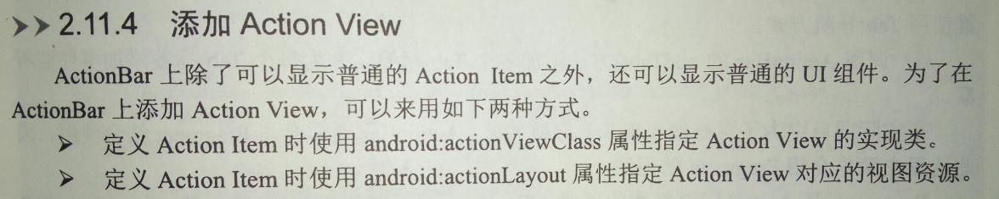 ➤➤ 2.11.4 添加 Action View
ActionBar 上除了可以显示普通的 Action Item 之外，还可以显示普通的 UI 组件。为了在
ActionBar 上添加 Action View，可以来用如下两种方式。
➤ 定义 Action Item 时使用 android:actionViewClass 属性指定 Action View 的实现类。
➤ 定义 Action Item 时使用 android:actionLayout 属性指定 Action View 对应的视图资源。